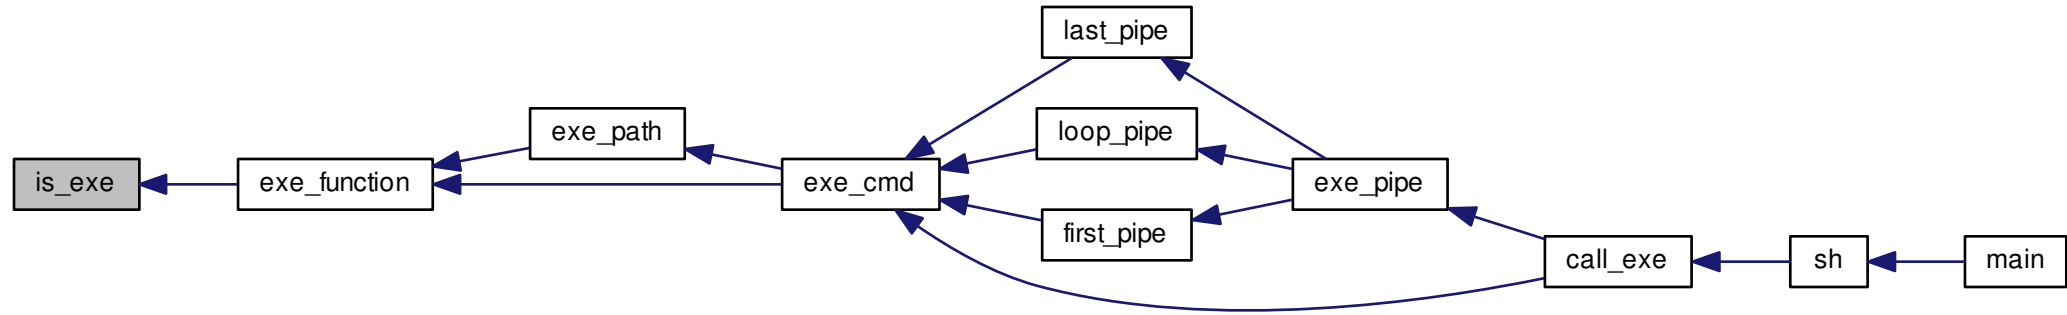 last_pipe
exe_path
loop_pipe
is_exe
exe_function
exe_cmd
exe_pipe
first_pipe
call_exe
sh
main